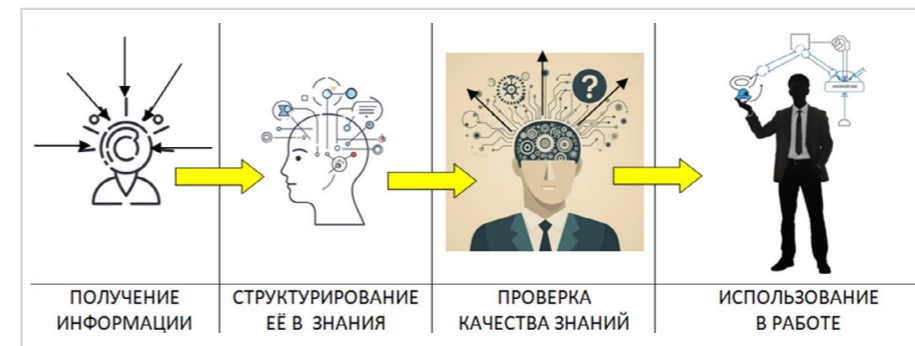 ?
ПОЛУЧЕНИЕ
ИНФОРМАЦИИ
СТРУКТУРИРОВАНИЕ
ЕЁ В ЗНАНИЯ
ПРОВЕРКА
КАЧЕСТВА ЗНАНИЙ
ИСПОЛЬЗОВАНИЕ
В РАБОТЕ